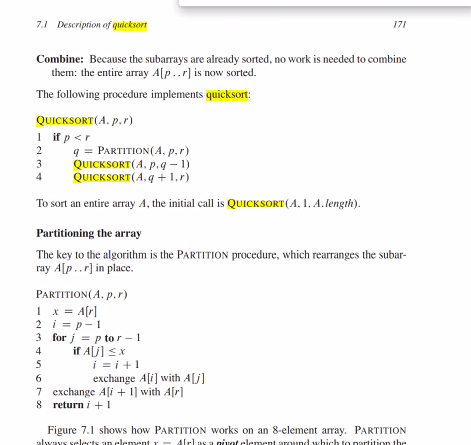 7.1 Description of quicksort 171
Combine: Because the subarrays are already sorted, no work is needed to combine
them: the entire array A[p . . r] is now sorted.
The following procedure implements quicksort:
QUICKSORT(A, p, r)
1 if p < r
2 q = PARTITION(A, p, r)
3 QUICKSORT(A, p, q − 1)
4 QUICKSORT(A, q + 1, r)
To sort an entire array A, the initial call is QUICKSORT(A, 1, A.length).
Partitioning the array
The key to the algorithm is the PARTITION procedure, which rearranges the subar-
ray A[p . . r] in place.
PARTITION(A, p, r)
1 x = A[r]
2 i = p − 1
3 for j = p to r − 1
4 if A[j] ≤ x
5 i = i + 1
6 exchange A[i] with A[j]
7 exchange A[i + 1] with A[r]
8 return i + 1
Figure 7.1 shows how PARTITION works on an 8-element array. PARTITION
always selects an element x = A[r] as a pivot element around which to partition the